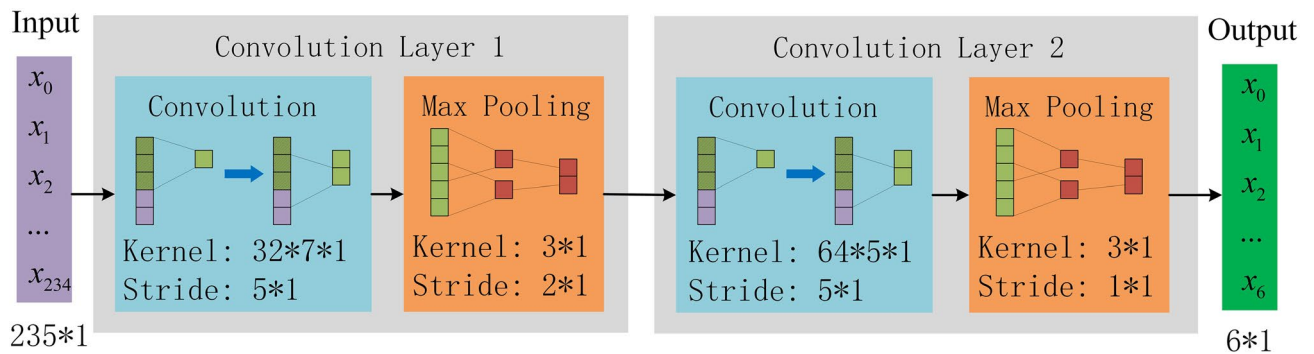 Input
x0
x1
x2
...
x234
235*1
Convolution Layer 1
Convolution
Kernel: 32*7*1
Stride: 5*1
Max Pooling
Kernel: 3*1
Stride: 2*1
Convolution Layer 2
Convolution
Kernel: 64*5*1
Stride: 5*1
Max Pooling
Kernel: 3*1
Stride: 1*1
Output
x0
x1
x2
...
x6
6*1